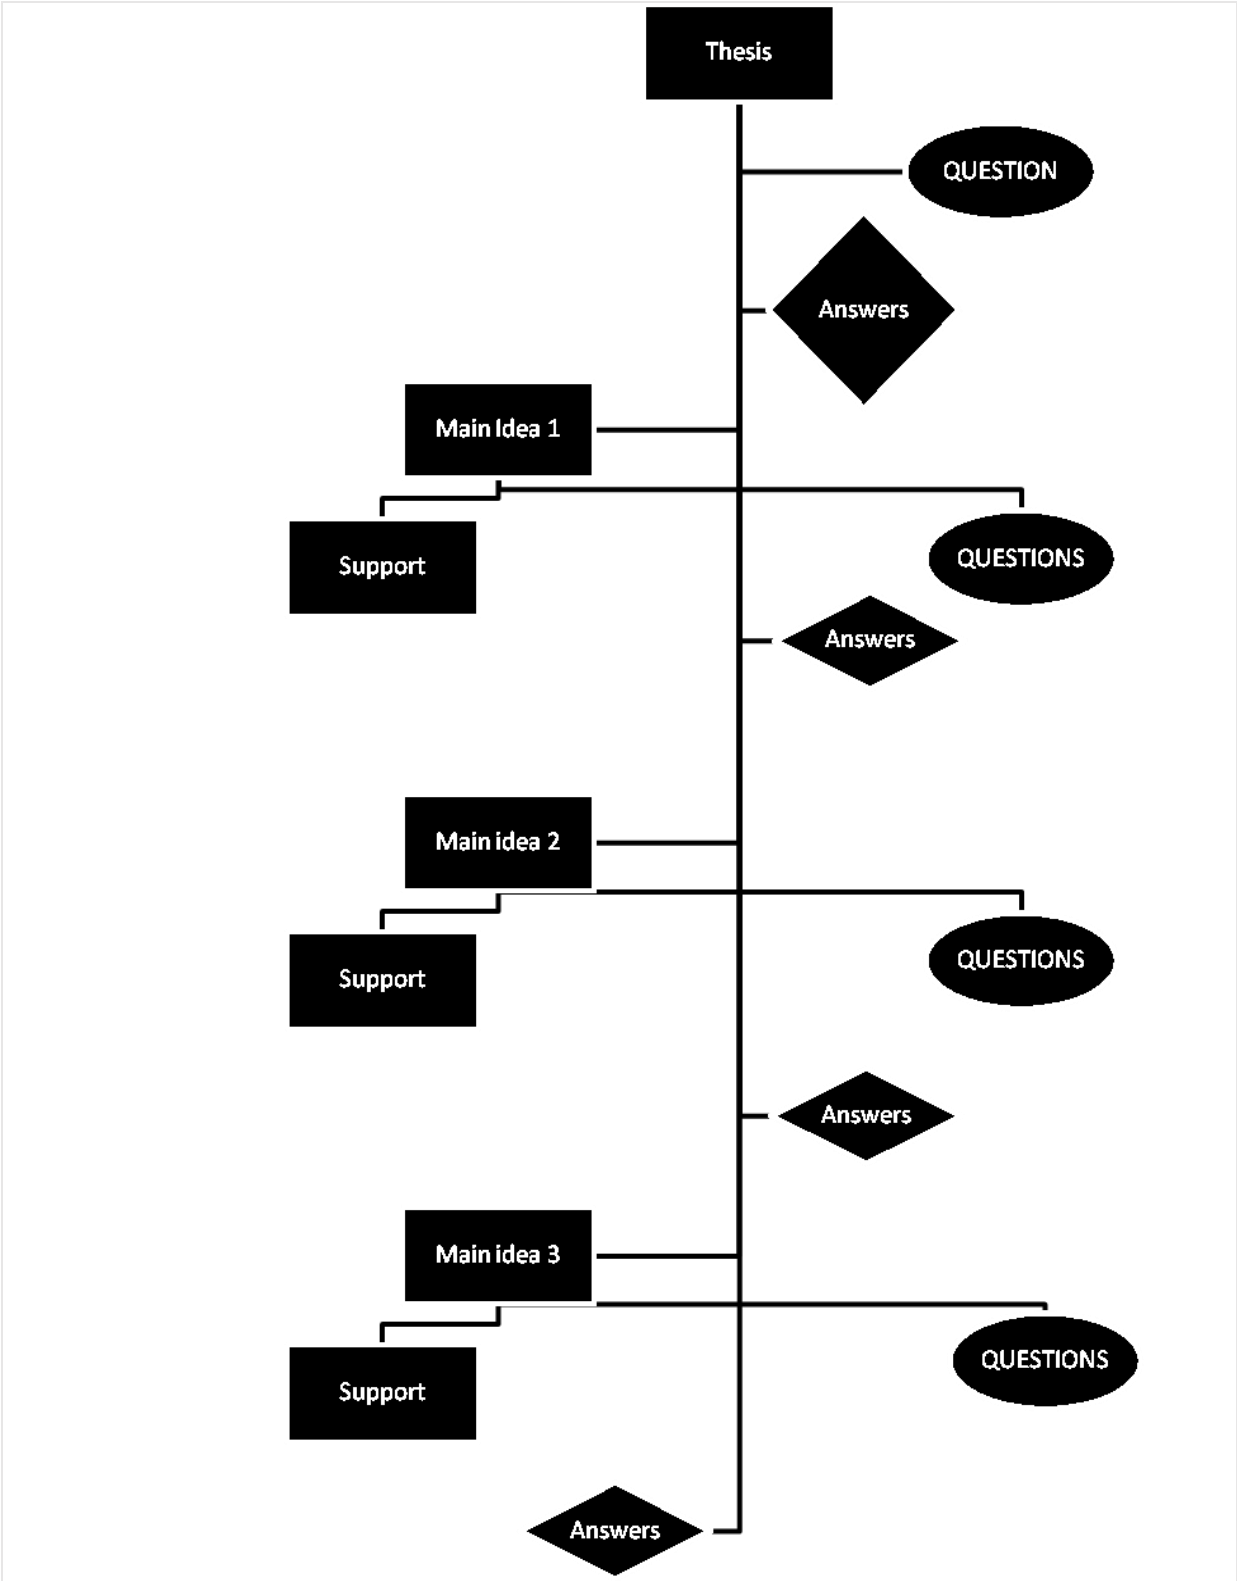 Thesis
QUESTION
Answers
Main Idea 1
Support
QUESTIONS
Answers
Main idea 2
Support
QUESTIONS
Answers
Main idea 3
Support
QUESTIONS
Answers